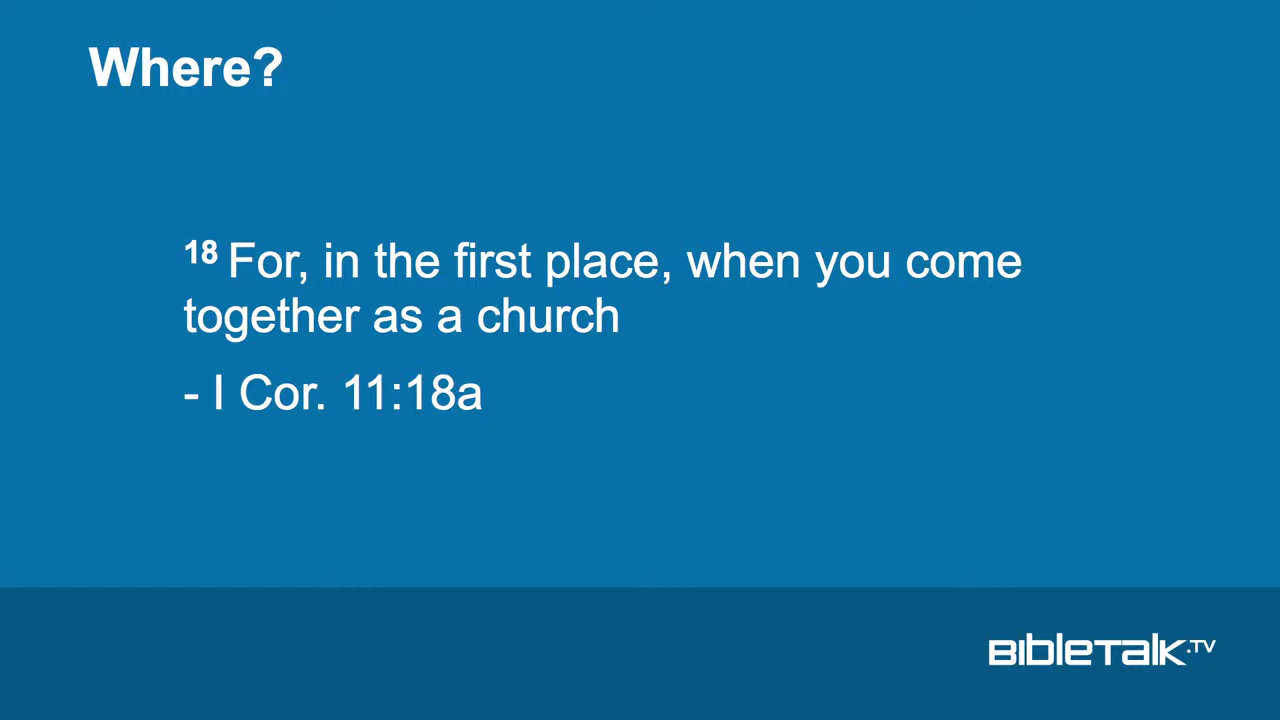 Where?
18 For, in the first place, when you come
together as a church
- I Cor. 11:18a
BIBLETALK.TV